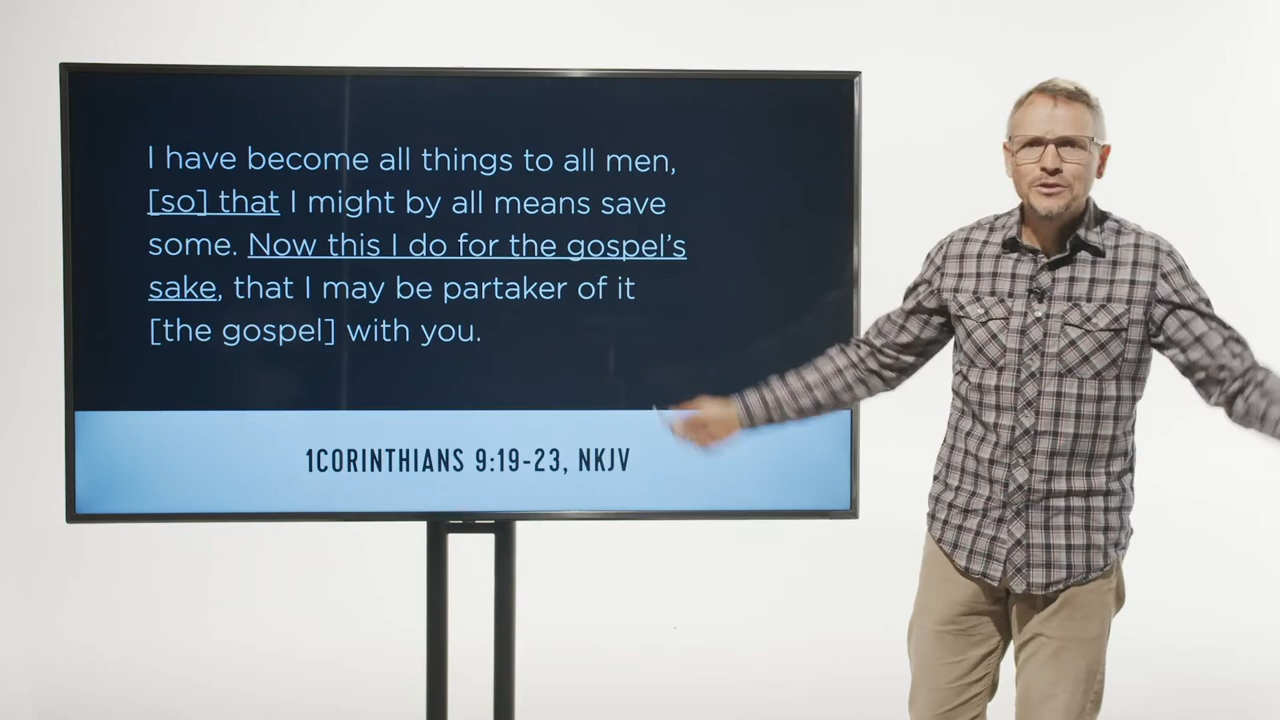 I have become all things to all men,
[so] that I might by all means save
some. Now this I do for the gospel's
sake, that I may be partaker of it
[the gospel] with you.
1CORINTHIANS 9:19-23, NKJV